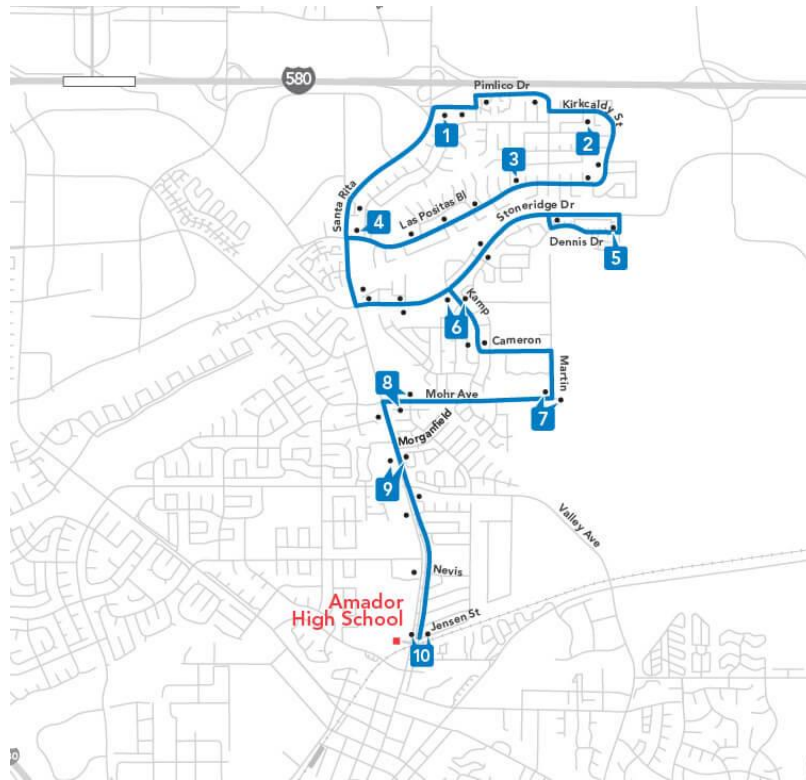 580
Pimlico Dr
Kirkcaldy St
1
2
3
Santa Rita
4
Las Positas Bl
Stoneridge Dr
Dennis Dr
5
Kamp
6
Cameron
Martin
8
Mohr Ave
7
Morganfield
9
Valley Ave
Nevis
Amador
High School
Jensen St
10